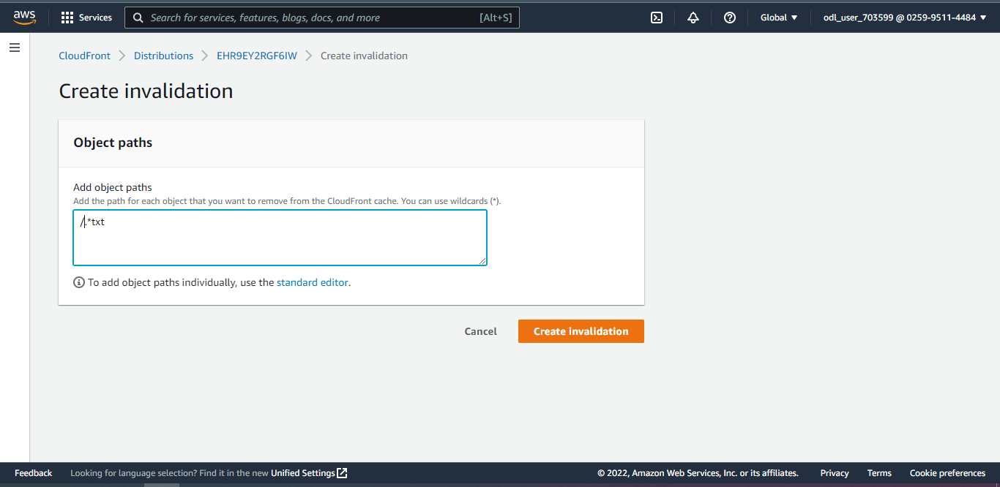 aws
Services
Search for services, features, blogs, docs, and more [Alt+S]
Global
odl_user_703599 @ 0259-9511-4484
CloudFront
Distributions
EHR9EY2RGF6IW
Create invalidation
Create invalidation
Object paths
Add object paths
Add the path for each object that you want to remove from the CloudFront cache. You can use wildcards (*).
/.*txt
To add object paths individually, use the standard editor.
Cancel
Create invalidation
Feedback
Looking for language selection? Find it in the new Unified Settings
© 2022, Amazon Web Services, Inc. or its affiliates.
Privacy
Terms
Cookie preferences